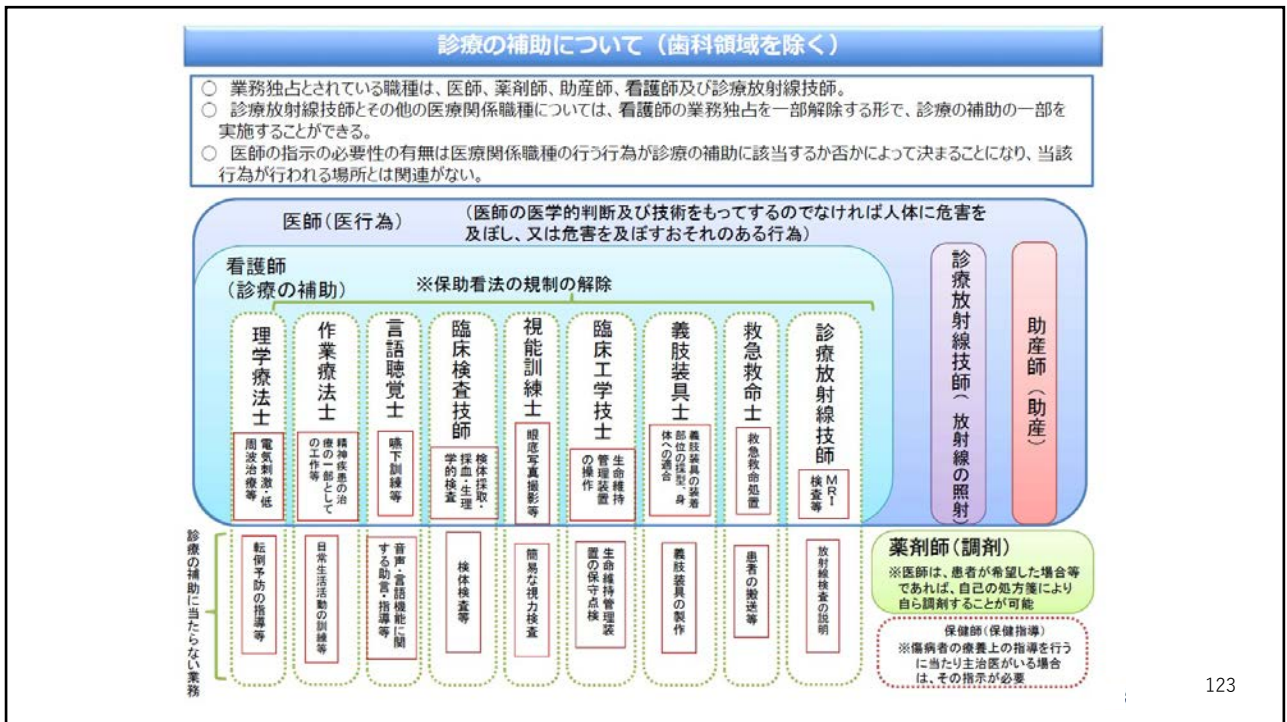 診療の補助について（歯科領域を除く）
○ 業務独占とされている職種は、医師、薬剤師、助産師、看護師及び診療放射線技師。
○ 診療放射線技師とその他の医療関係職種については、看護師の業務独占を一部解除する形で、診療の補助の一部を
実施することができる。
○ 医師の指示の必要性の有無は医療関係職種の行う行為が診療の補助に該当するか否かによって決まることになり、当該
行為が行われる場所とは関連がない。
医師（医行為）
（医師の医学的判断及び技術をもってするのでなければ人体に危害を
及ぼし、又は危害を及ぼすおそれのある行為）
看護師
（診療の補助）
※保助看法の規制の解除
理学療法士
電気刺激・低
周波治療等
作業療法士
精神疾患の治
療の一部として
の工作等
言語聴覚士
嚥下訓練等
臨床検査技師
検体採取・
採血・生理
学的検査
視能訓練士
眼底写真撮影等
臨床工学技士
生命維持
管理装置
の操作
義肢装具士
義肢装具の装着
部位の採型、身
体への適合
救急救命士
救急救命処置
診療放射線技師
MRI
検査等
診療放射線技師（放射線の照射）
助産師（助産）
診療の補助に当たらない業務
転倒予防の指導等
日常生活活動の訓練等
音声・言語機能に関
する助言・指導等
検体検査等
簡易な視力検査
生命維持管理装
置の保守点検
義肢装具の製作
患者の搬送等
放射線検査の説明
薬剤師（調剤）
※医師は、患者が希望した場合等
であれば、自己の処方箋により
自ら調剤することが可能
保健師（保健指導）
※傷病者の療養上の指導を行う
に当たり主治医がいる場合
は、その指示が必要
123